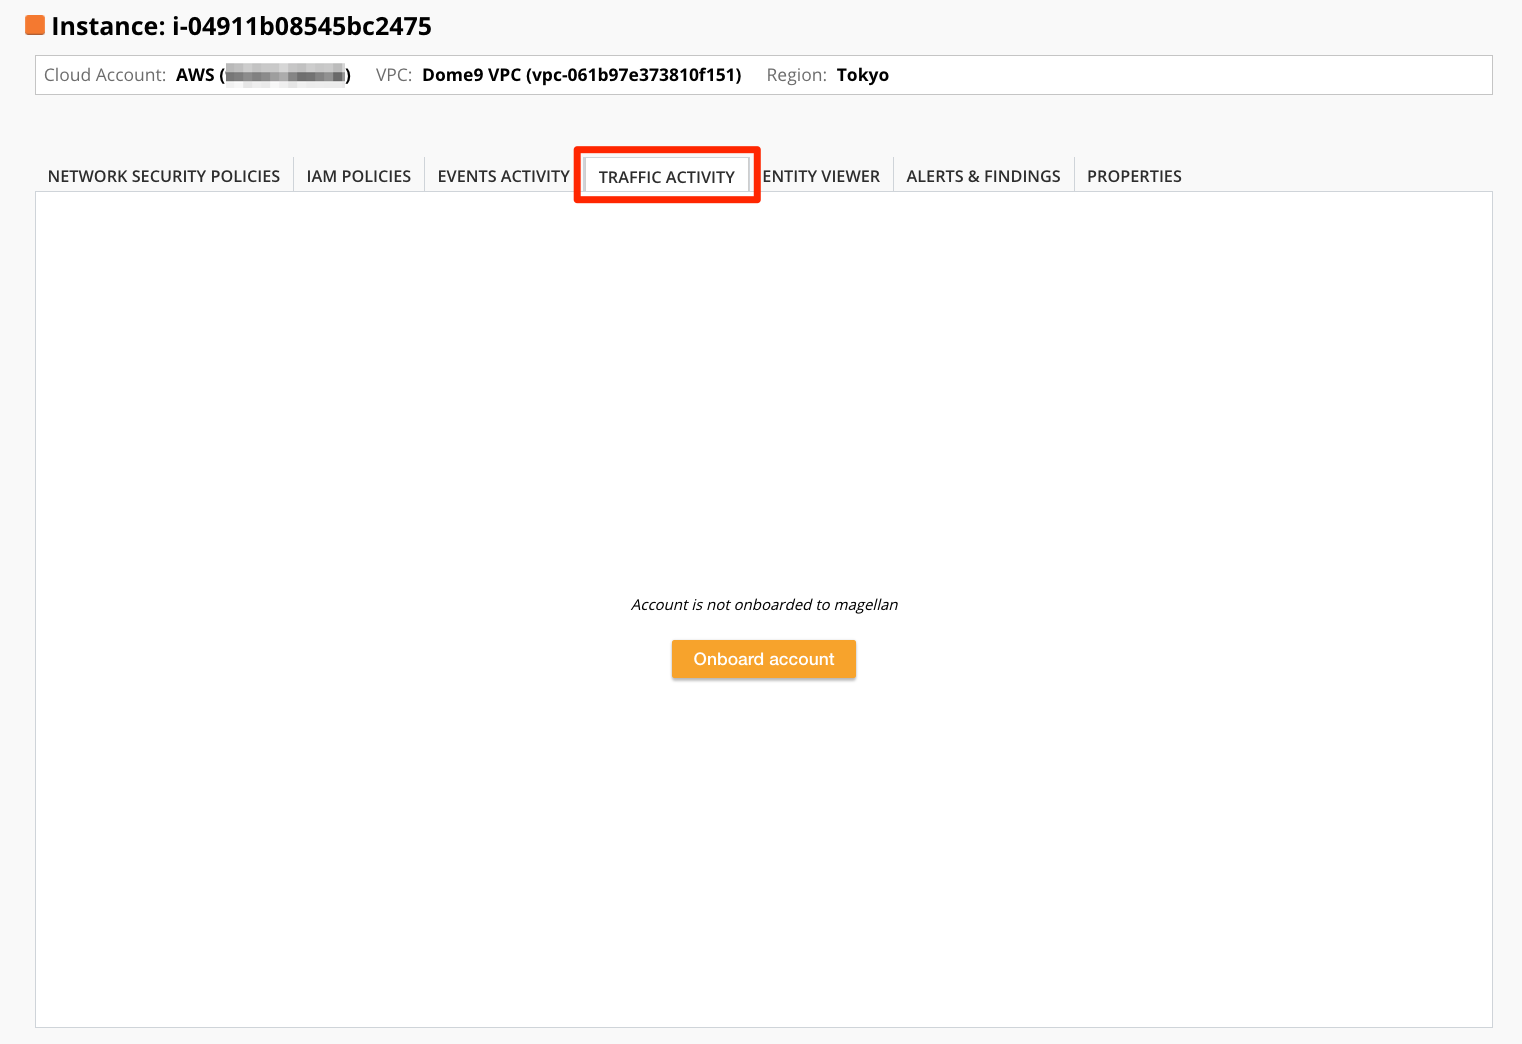 Instance: i-04911b08545bc2475
Cloud Account: AWS ( ) VPC: Dome9 VPC (vpc-061b97e373810f151) Region: Tokyo
NETWORK SECURITY POLICIES IAM POLICIES EVENTS ACTIVITY TRAFFIC ACTIVITY ENTITY VIEWER ALERTS & FINDINGS PROPERTIES
Account is not onboarded to magellan
Onboard account